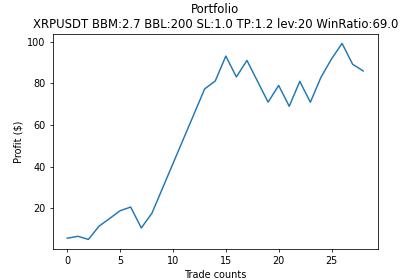 Portfolio
XRPUSDT BBM:2.7 BBL:200 SL:1.0 TP:1.2 lev:20 WinRatio:69.0
100
80
60
40
20
Profit ($)
0 5 10 15 20 25
Trade counts